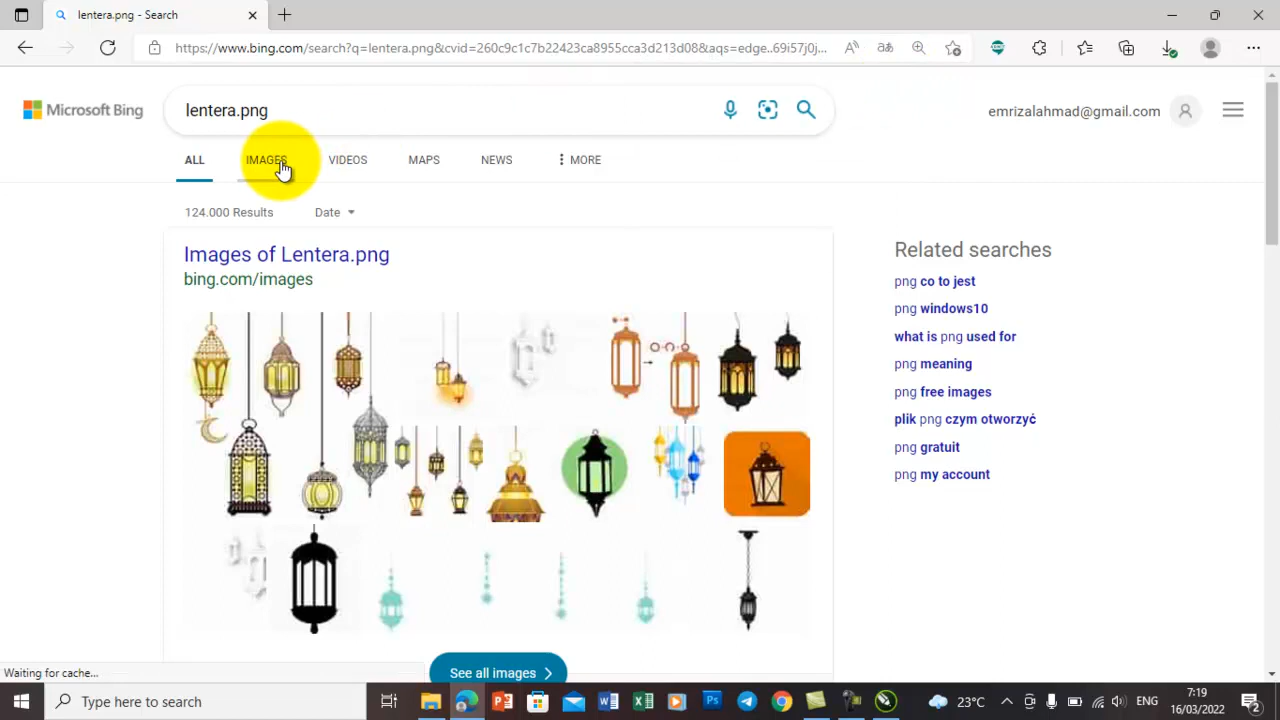 lentera.png - Search
https://www.bing.com/search?q=lentera.png&cvid=260c9c1c7b22423ca8955cca3d213d08&aqs=edge..69i57j0j...
Microsoft Bing
lentera.png
emrizalahmad@gmail.com
ALL IMAGES VIDEOS MAPS NEWS MORE
124.000 Results Date
Images of Lentera.png
bing.com/images
Related searches
png co to jest
png windows10
what is png used for
png meaning
png free images
plik png czym otworzyć
png gratuit
png my account
See all images
Waiting for cache...
Type here to search
23°C
ENG
7:19
16/03/2022
2